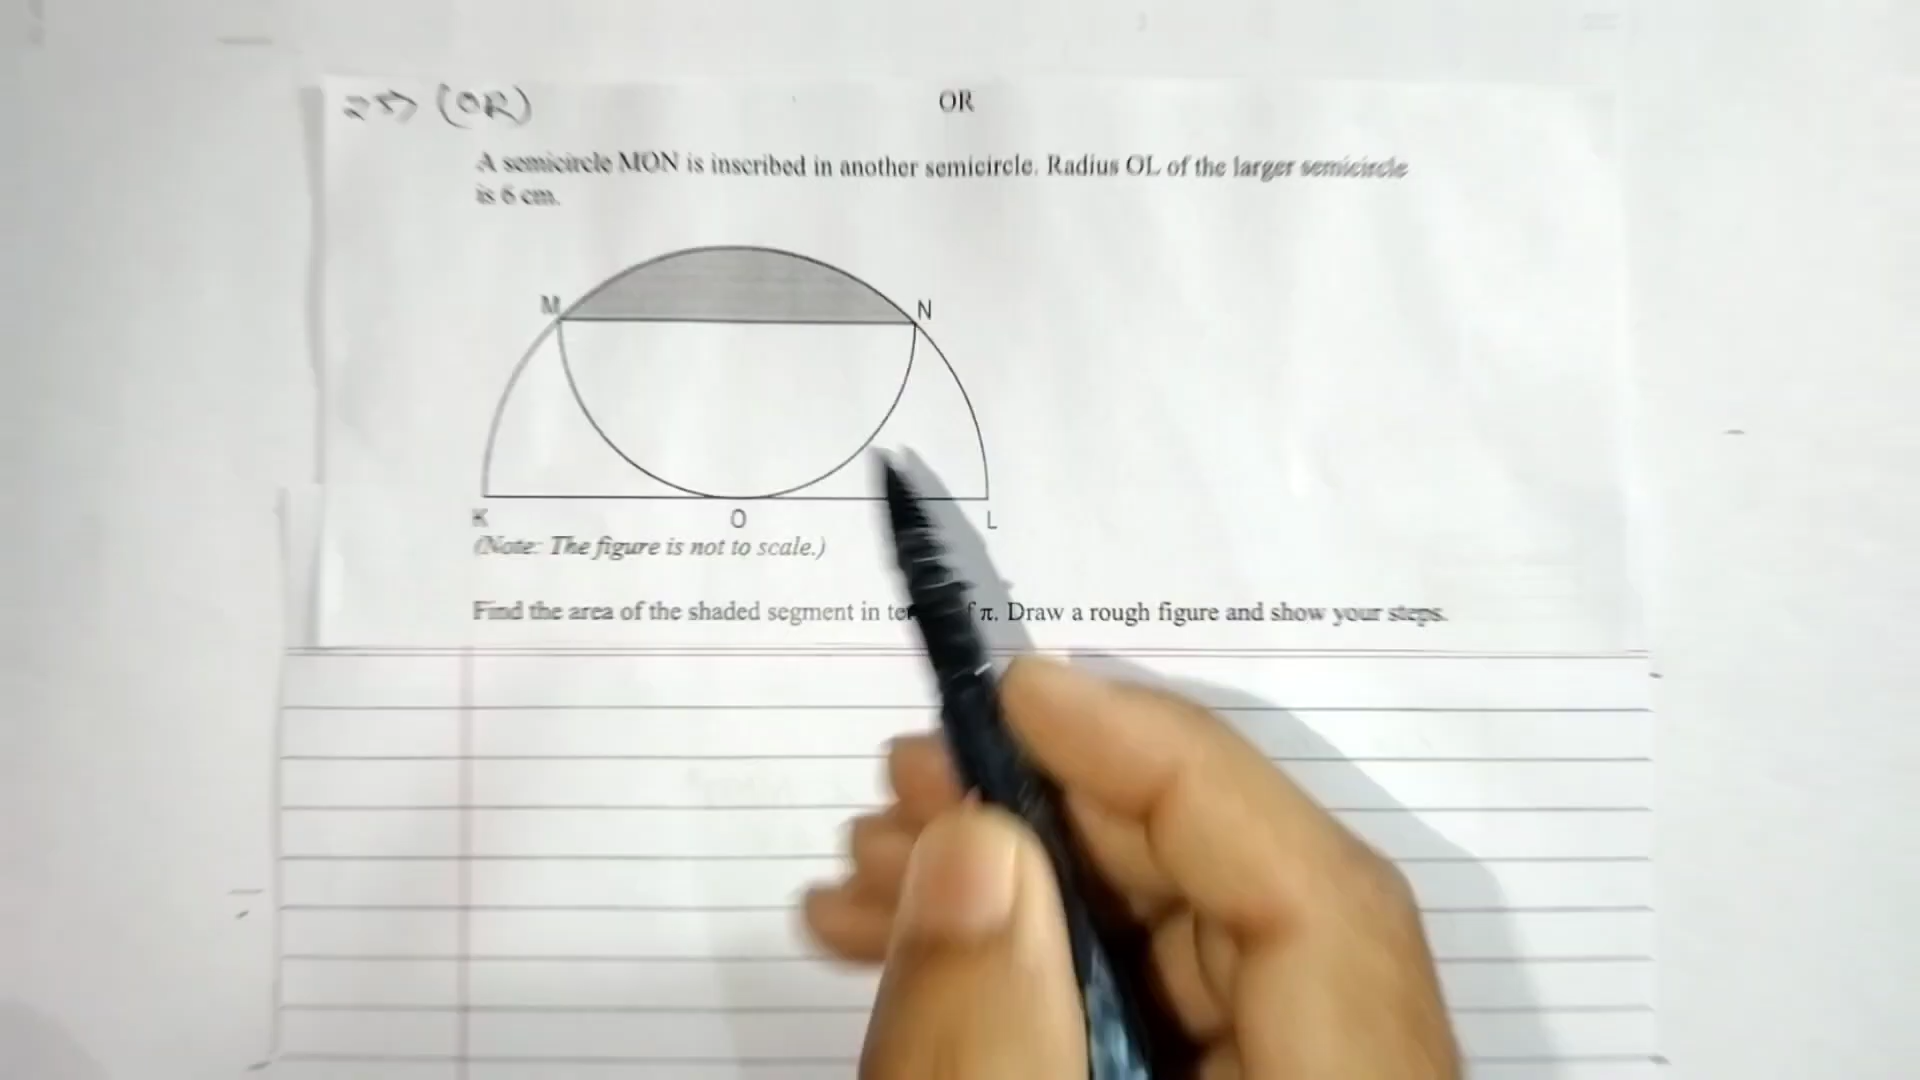 25> (OR)
OR
A semicircle MON is inscribed in another semicircle. Radius OL of the larger semicircle
is 6 cm.
M
N
K
O
L
(Note: The figure is not to scale.)
Find the area of the shaded segment in te f π. Draw a rough figure and show your steps.